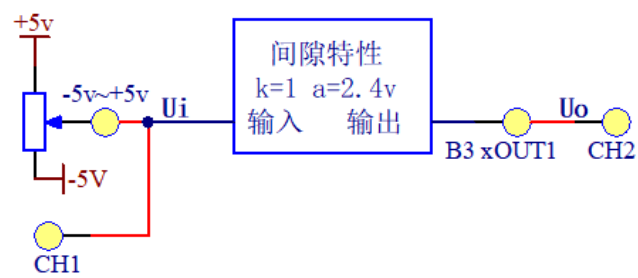 +5v
间隙特性
-5v~+5v
Ui
k=1 a=2.4v
输入 输出
Uo
-5V
B3 xOUT1
CH2
CH1